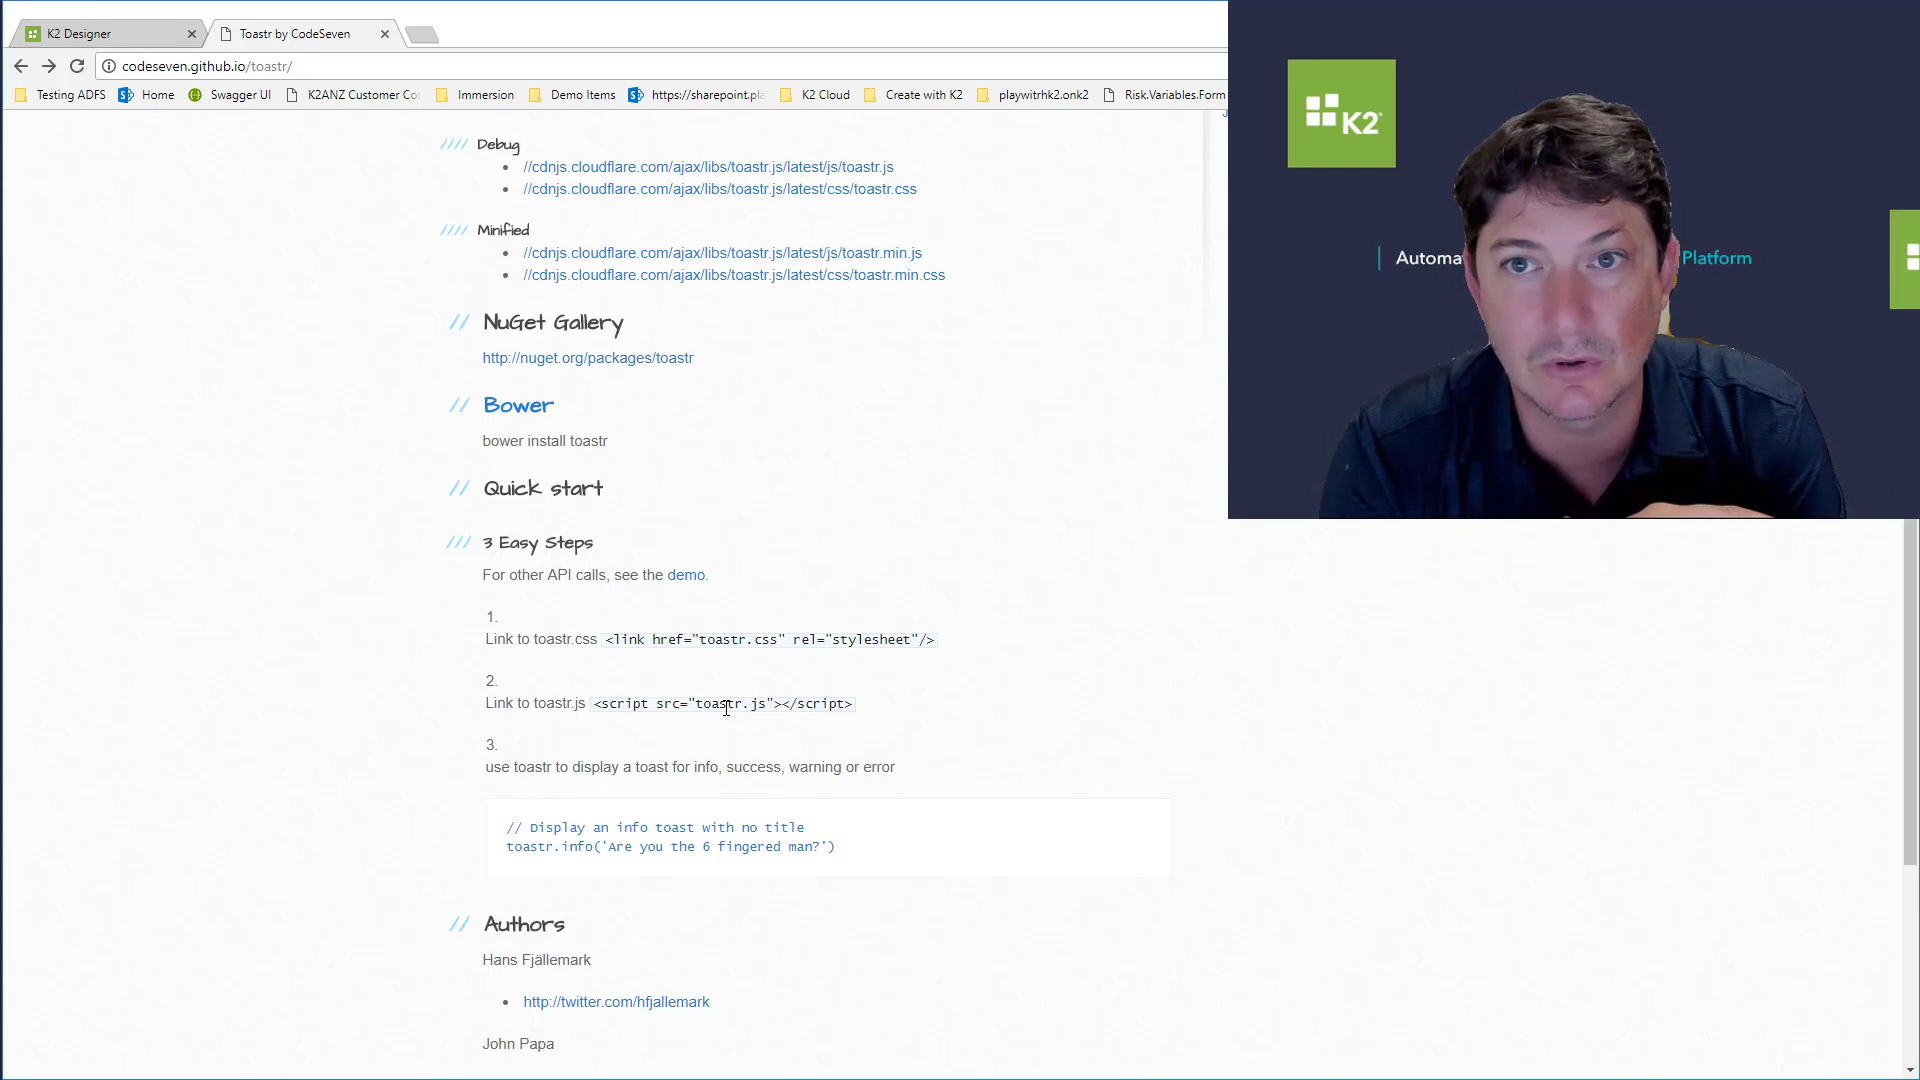 K2 Designer
Toastr by CodeSeven
codeseven.github.io/toastr/
Testing ADFS
Home
Swagger UI
K2ANZ Customer Co
Immersion
Demo Items
https://sharepoint.pla
K2 Cloud
Create with K2
playwitrhk2.onk2
Risk.Variables.Form
//// Debug
//cdnjs.cloudflare.com/ajax/libs/toastr.js/latest/js/toastr.js
//cdnjs.cloudflare.com/ajax/libs/toastr.js/latest/css/toastr.css
//// Minified
//cdnjs.cloudflare.com/ajax/libs/toastr.js/latest/js/toastr.min.js
//cdnjs.cloudflare.com/ajax/libs/toastr.js/latest/css/toastr.min.css
// NuGet Gallery
http://nuget.org/packages/toastr
// Bower
bower install toastr
// Quick start
/// 3 Easy Steps
For other API calls, see the demo.
1.
Link to toastr.css <link href="toastr.css" rel="stylesheet"/>
2.
Link to toastr.js <script src="toastr.js"></script>
3.
use toastr to display a toast for info, success, warning or error
// Display an info toast with no title
toastr.info('Are you the 6 fingered man?')
// Authors
Hans Fjällemark
http://twitter.com/hfjallemark
John Papa
K2
Automa
Platform